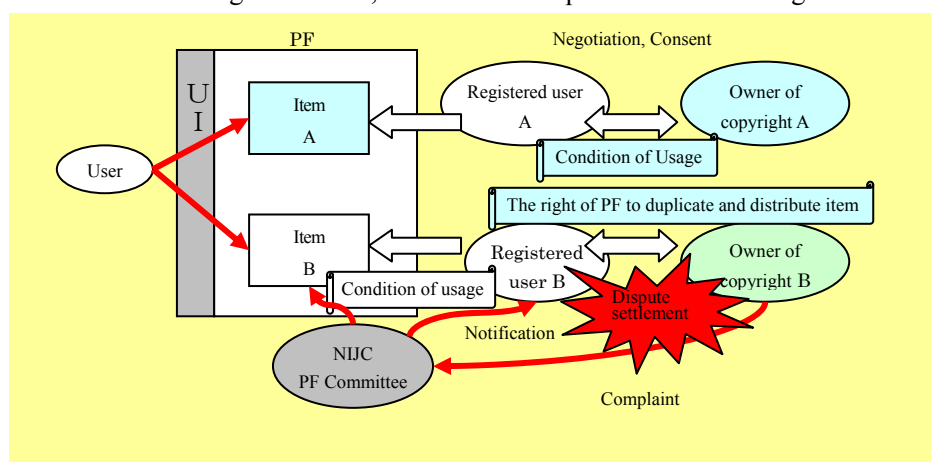 PF
Negotiation, Consent
U
I
Item
A
Registered user
A
Owner of
copyright A
Condition of Usage
User
The right of PF to duplicate and distribute item
Item
B
Registered
user B
Owner of
copyright B
Condition of usage
Dispute
settlement
Notification
NIJC
PF Committee
Complaint